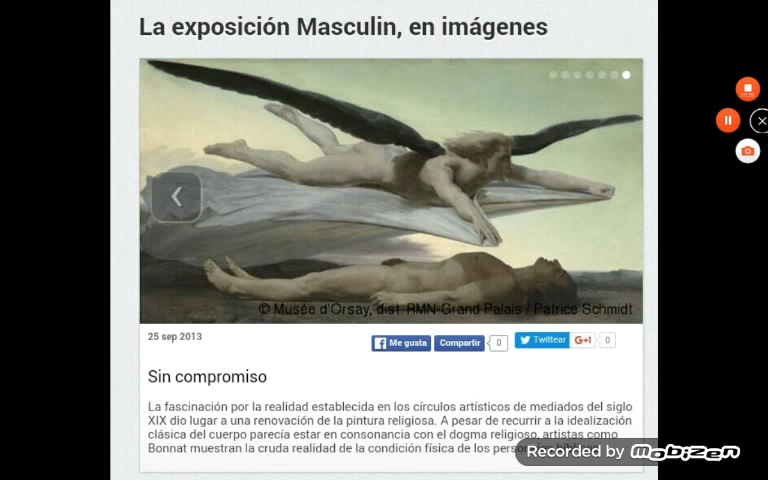 La exposición Masculin, en imágenes
© Musée d'Orsay, dist. RMN-Grand Palais / Patrice Schmidt
25 sep 2013
Me gusta Compartir 0 Twittear G+1 0
Sin compromiso
La fascinación por la realidad establecida en los círculos artísticos de mediados del siglo
XIX dio lugar a una renovación de la pintura religiosa. A pesar de recurrir a la idealización
clásica del cuerpo parecía estar en consonancia con el dogma religioso, artistas como
Bonnat muestran la cruda realidad de la condición física de los
Recorded by Mobizen